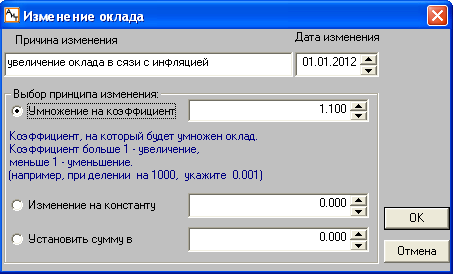 Изменение оклада
Причина изменения
Дата изменения
увеличение оклада в сязи с инфляцией
01.01.2012
Выбор принципа изменения:
Умножение на коэффициент
1.100
Коэффициент, на который будет умножен оклад.
Коэффициент больше 1 - увеличение,
меньше 1 - уменьшение.
(например, при делении на 1000, укажите 0.001)
Изменение на константу
0.000
OK
Установить сумму в
0.000
Отмена